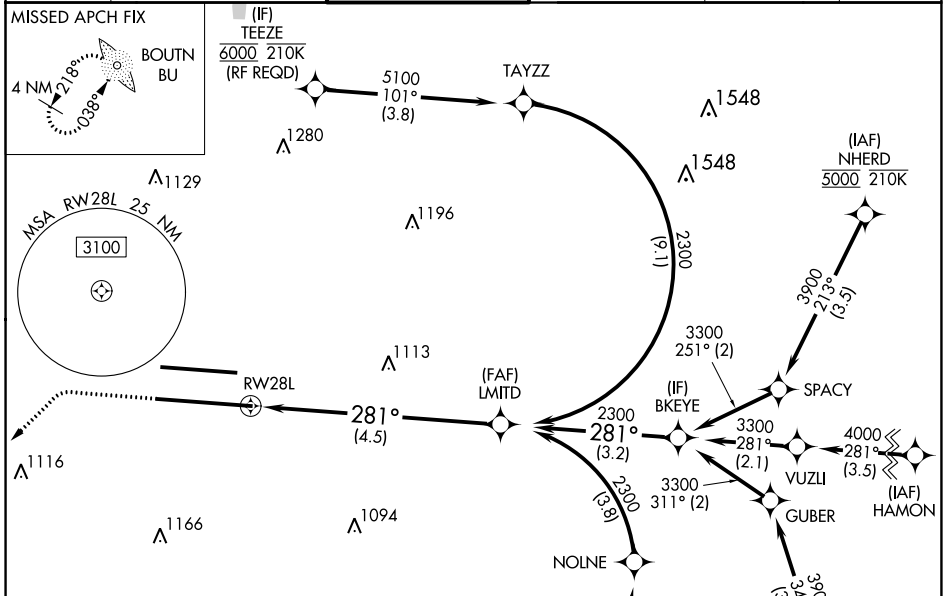 MISSED APCH FIX
BOUTN
BU
4 NM
218°
038°
(IF)
TEEZE
6000 210K
(RF REQD)
5100
101°
(3.8)
TAYZZ
1548
1548
1280
1129
1196
(IAF)
NHERD
5000 210K
MSA RW28L 25 NM
3100
2300
(9.1)
3900
213°
(3.5)
1113
3300
251° (2)
SPACY
RW28L
281°
(4.5)
(FAF)
LMITD
2300
281°
(3.2)
(IF)
BKEYE
3300
281°
(2.1)
VUZLI
4000
281°
(3.5)
(IAF)
HAMON
3300
311° (2)
GUBER
1116
1166
1094
2300
(3.8)
NOLNE